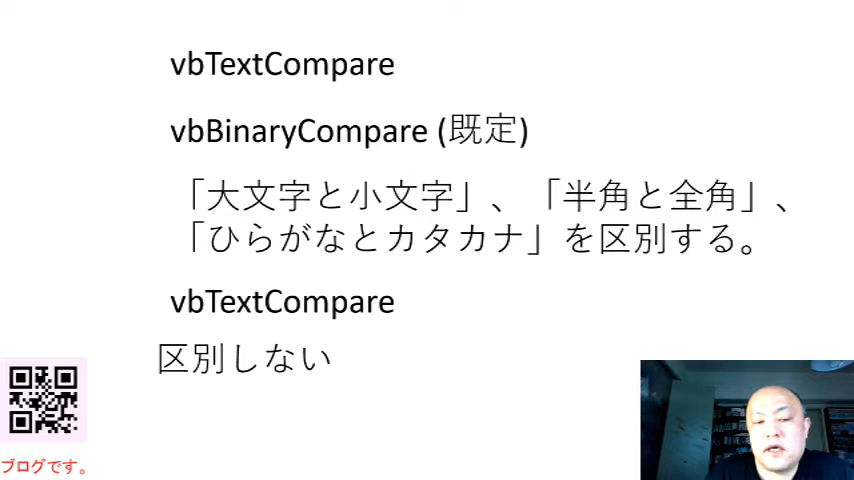 vbTextCompare
vbBinaryCompare (既定)
「大文字と小文字」、「半角と全角」、
「ひらがなとカタカナ」を区別する。
vbTextCompare
区別しない
ブログです。